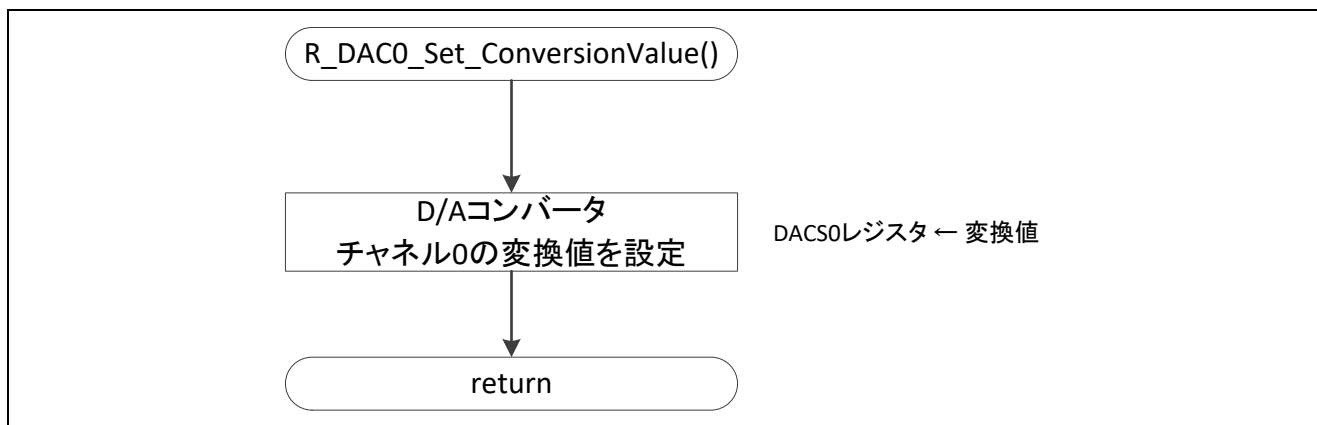 R_DAC0_Set_ConversionValue()
D/Aコンバータ
チャネル0の変換値を設定
DACS0レジスタ ← 変換値
return